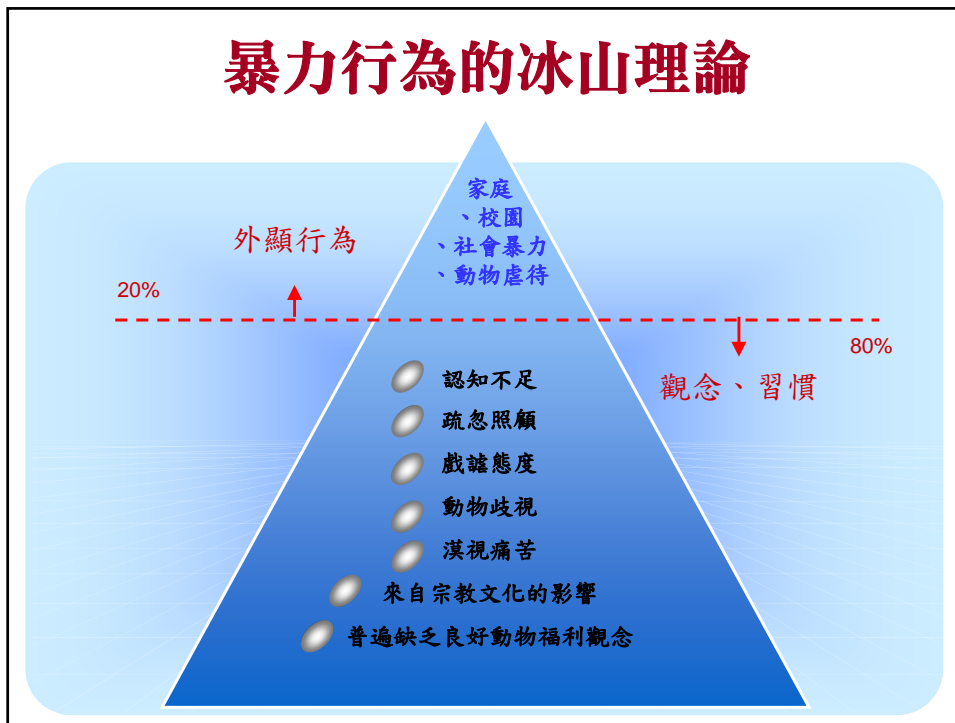 暴力行為的冰山理論
家庭
、校園
、社會暴力
、動物虐待
外顯行為
20%
80%
觀念、習慣
認知不足
疏忽照顧
戲謔態度
動物歧視
漠視痛苦
來自宗教文化的影響
普遍缺乏良好動物福利觀念